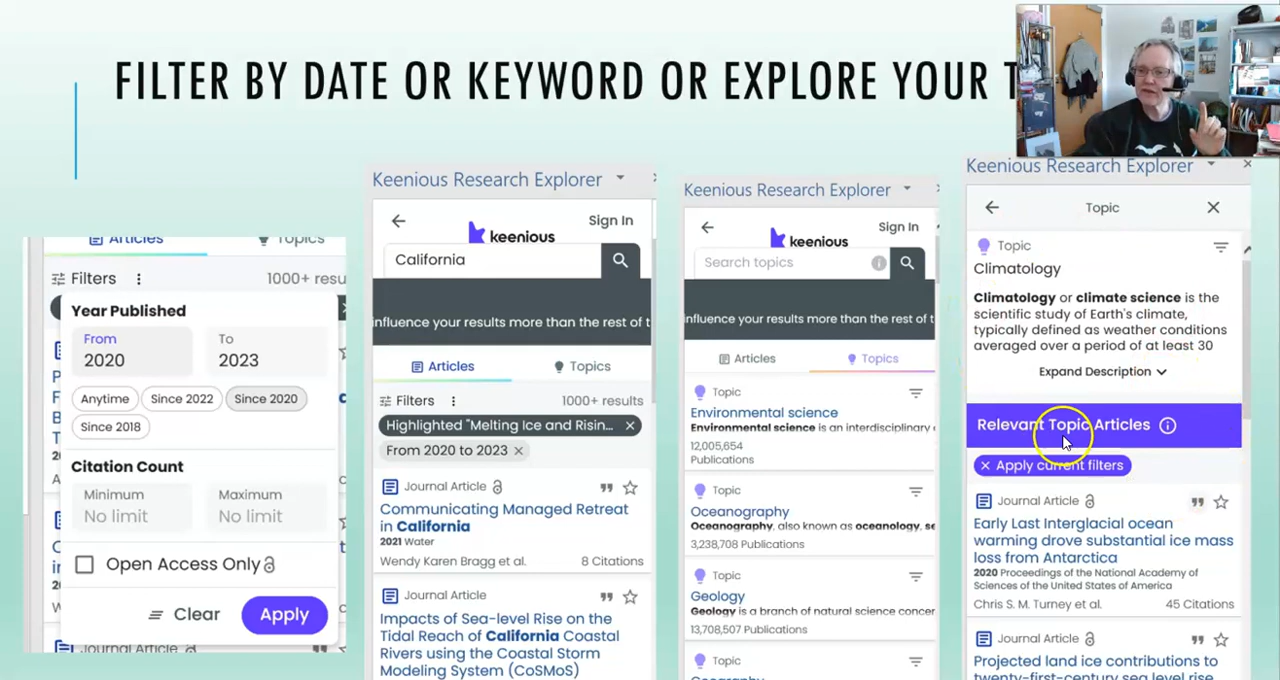 FILTER BY DATE OR KEYWORD OR EXPLORE YOUR T
Articles
Topics
Filters
1000+ resu
Year Published
From
2020
To
2023
Anytime
Since 2022
Since 2020
Since 2018
Citation Count
Minimum
No limit
Maximum
No limit
Open Access Only
Clear
Apply
Journal Article
Keenious Research Explorer
Sign In
keenious
California
influence your results more than the rest of t
Articles
Topics
Filters
1000+ results
Highlighted "Melting Ice and Risin...
From 2020 to 2023
Journal Article
Communicating Managed Retreat
in California
2021 Water
Wendy Karen Bragg et al.
8 Citations
Journal Article
Impacts of Sea-level Rise on the
Tidal Reach of California Coastal
Rivers using the Coastal Storm
Modeling System (CoSMoS)
Keenious Research Explorer
Sign In
keenious
Search topics
influence your results more than the rest of t
Articles
Topics
Topic
Environmental science
Environmental science is an interdisciplinary
12,005,654
Publications
Topic
Oceanography
Oceanography, also known as oceanology, se
3,238,708 Publications
Topic
Geology
Geology is a branch of natural science concer
13,708,507 Publications
Topic
Keenious Research Explorer
Topic
Topic
Climatology
Climatology or climate science is the
scientific study of Earth's climate,
typically defined as weather conditions
averaged over a period of at least 30
Expand Description
Relevant Topic Articles
Apply current filters
Journal Article
Early Last Interglacial ocean
warming drove substantial ice mass
loss from Antarctica
2020 Proceedings of the National Academy of
Sciences of the United States of America
Chris S. M. Turney et al.
45 Citations
Journal Article
Projected land ice contributions to
twenty-first-century sea level rise